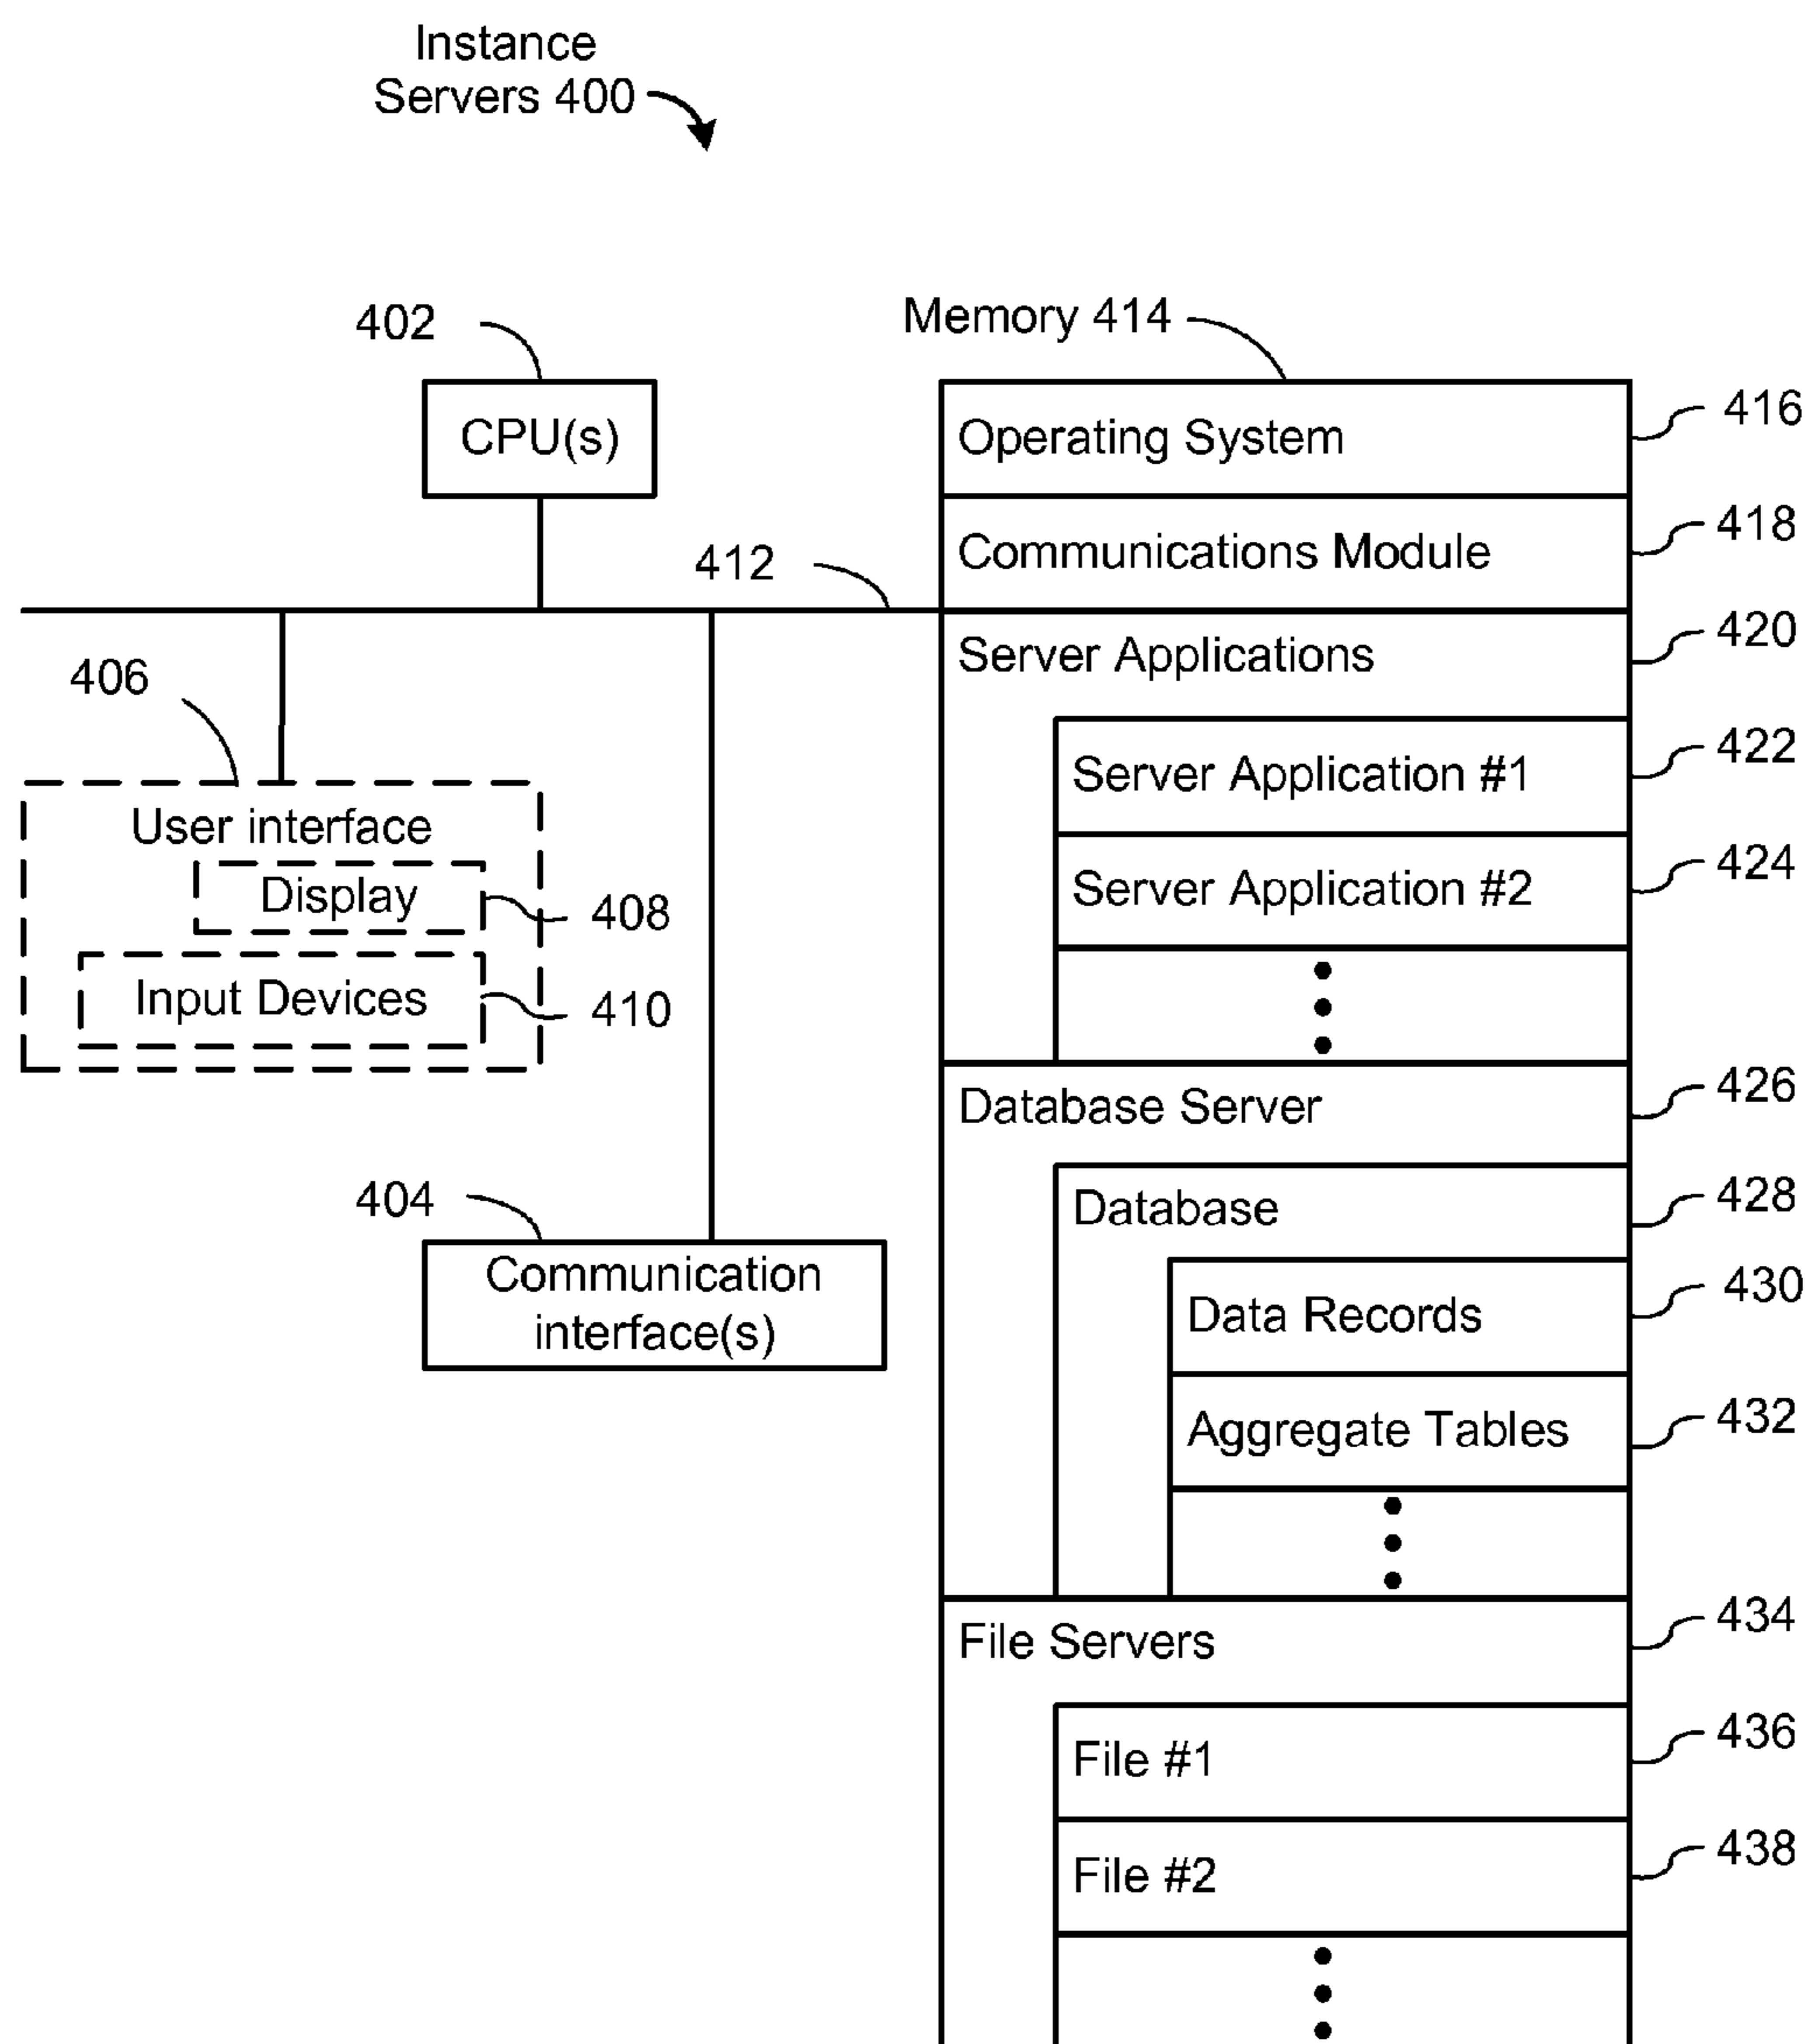 Instance
Servers 400
402
CPU(s)
412
406
User interface
Display
408
Input Devices
410
404
Communication
interface(s)
Memory 414
Operating System
416
Communications Module
418
Server Applications
420
Server Application #1
422
Server Application #2
424
Database Server
426
Database
428
Data Records
430
Aggregate Tables
432
File Servers
434
File #1
436
File #2
438